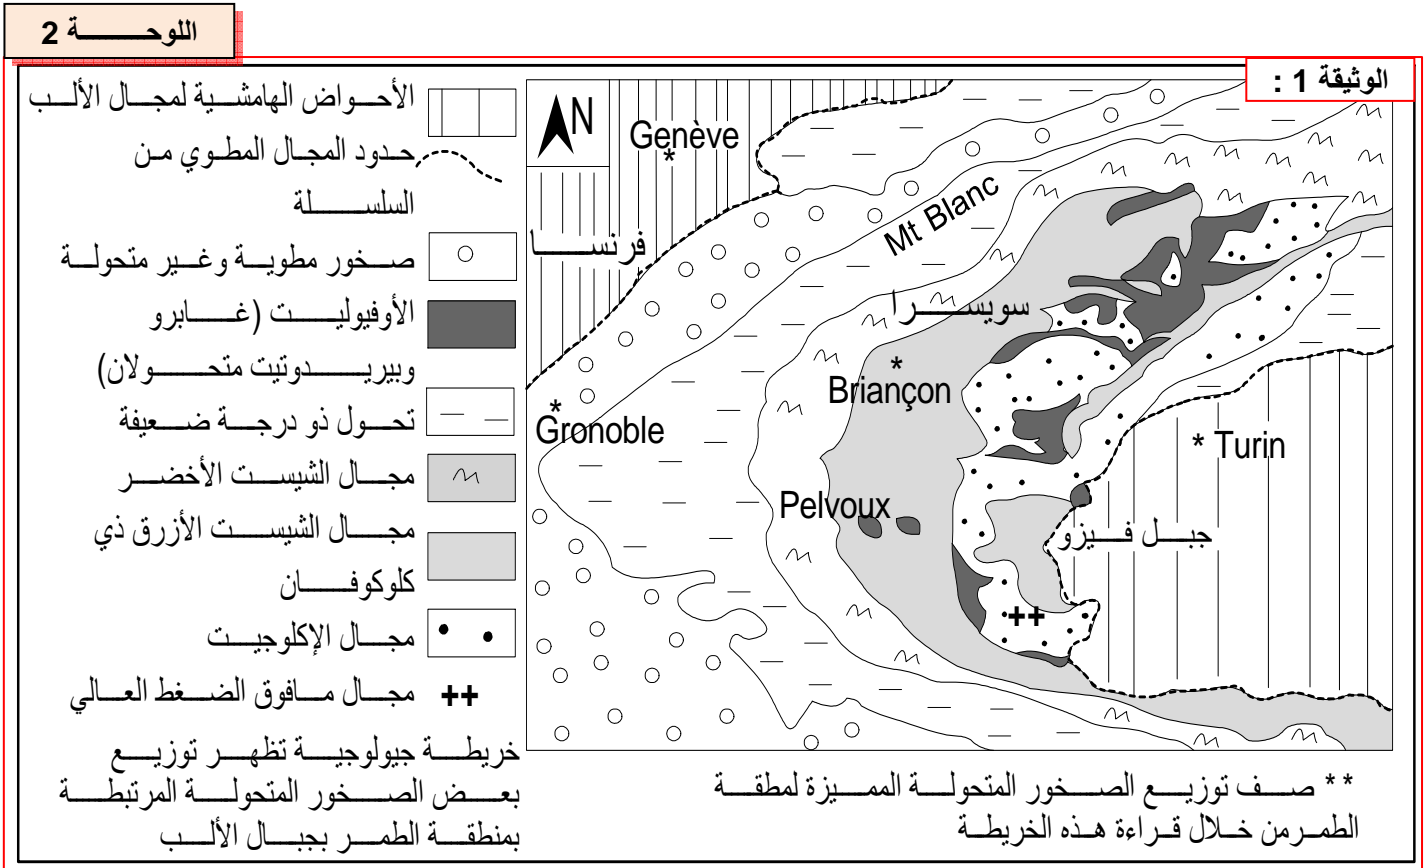 اللوحة 2
الوثيقة 1 :
الأحواض الهامشية لمجال الألب
حدود المجال المطوي من
السلسلة
صخور مطوية وغير متحولة
الأوفيوليت (غابرو
وبيريدوتيت متحولان)
تحول ذو درجة ضعيفة
مجال الشيست الأخضر
مجال الشيست الأزرق ذي
كلوكوفان
مجال الإكلوجيت
++ مجال مافوق الضغط العالي
خريطة جيولوجية تظهر توزيع
بعض الصخور المتحولة المرتبطة
بمنطقة الطمر بجبال الألب
N
Genève
*
Mt Blanc
فرنسا
سويسرا
*
Briançon
*
Gronoble
* Turin
Pelvoux
جبل فيزو
++
** صف توزيع الصخور المتحولة المميزة لمطقة
الطمرمن خلال قراءة هذه الخريطة